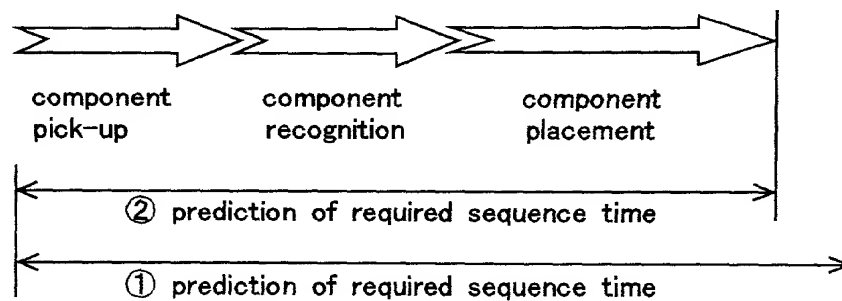 component pick-up
component recognition
component placement
② prediction of required sequence time
① prediction of required sequence time